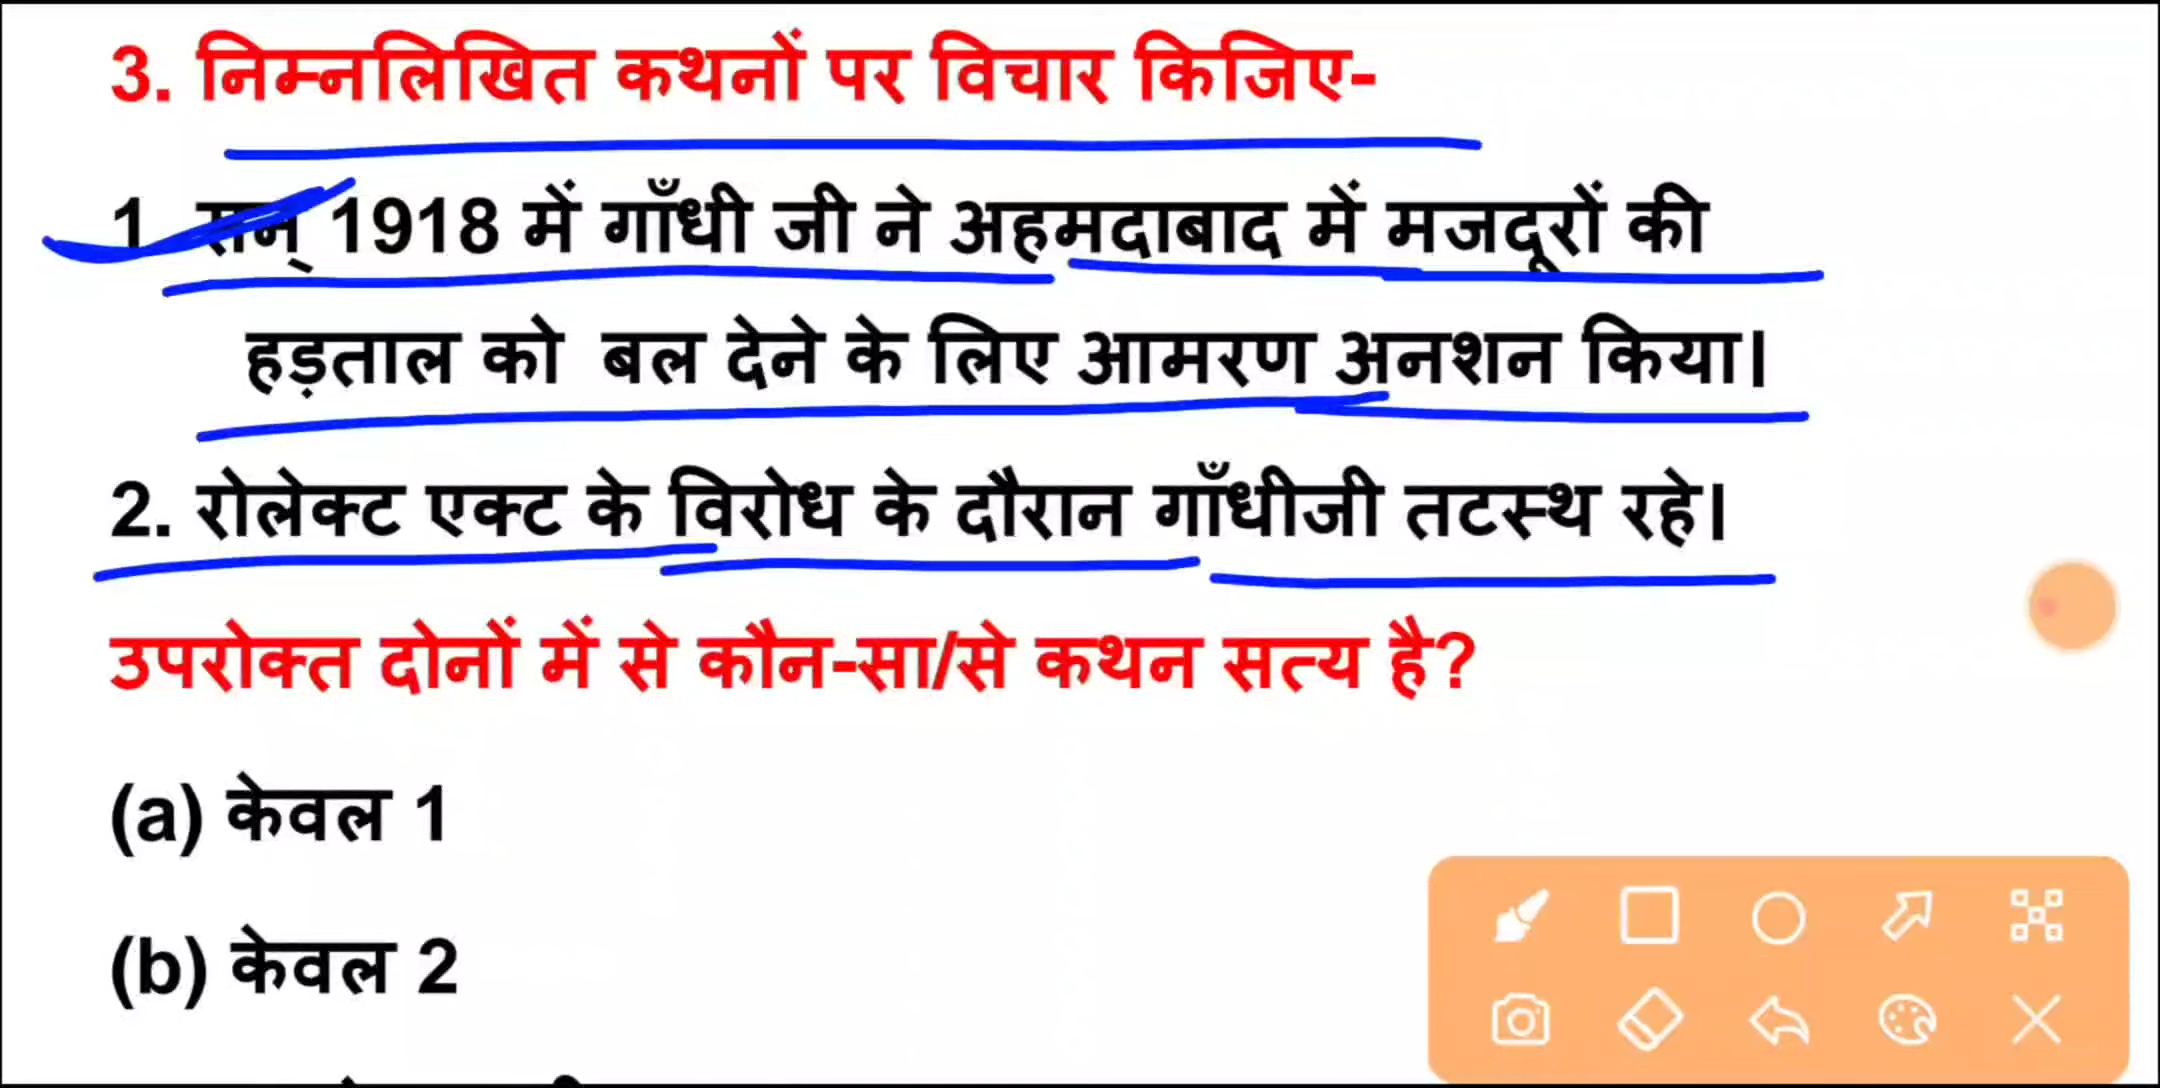 3. निम्नलिखित कथनों पर विचार किजिए-
1. सन् 1918 में गाँधी जी ने अहमदाबाद में मजदूरों की
हड़ताल को बल देने के लिए आमरण अनशन किया।
2. रोलेक्ट एक्ट के विरोध के दौरान गाँधीजी तटस्थ रहे।
उपरोक्त दोनों में से कौन-सा/से कथन सत्य है?
(a) केवल 1
(b) केवल 2